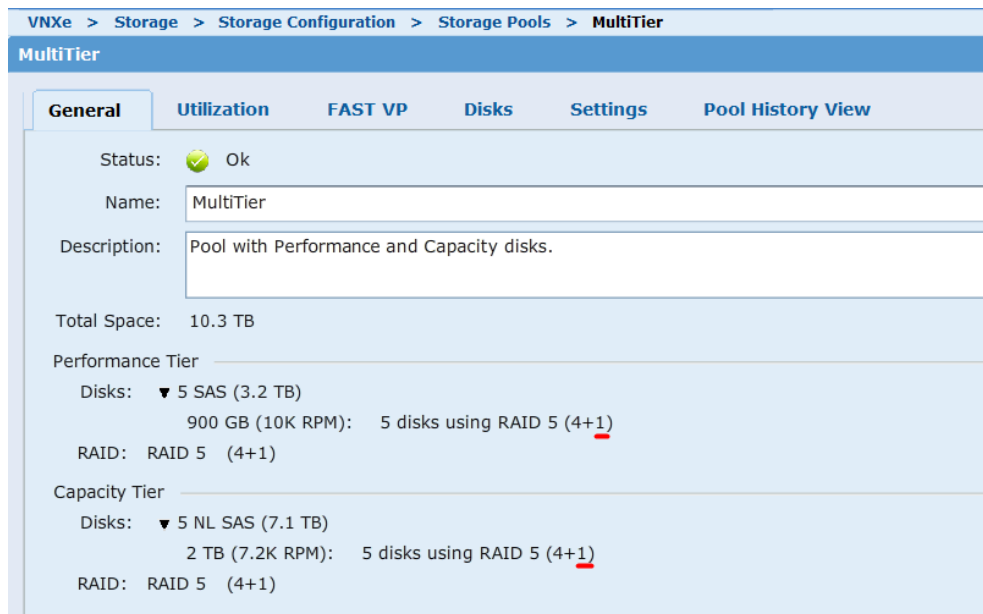 VNXe > Storage > Storage Configuration > Storage Pools > MultiTier
MultiTier
General Utilization FAST VP Disks Settings Pool History View
Status: Ok
Name: MultiTier
Description: Pool with Performance and Capacity disks.
Total Space: 10.3 TB
Performance Tier
Disks: ▼ 5 SAS (3.2 TB)
900 GB (10K RPM): 5 disks using RAID 5 (4+1)
RAID: RAID 5 (4+1)
Capacity Tier
Disks: ▼ 5 NL SAS (7.1 TB)
2 TB (7.2K RPM): 5 disks using RAID 5 (4+1)
RAID: RAID 5 (4+1)